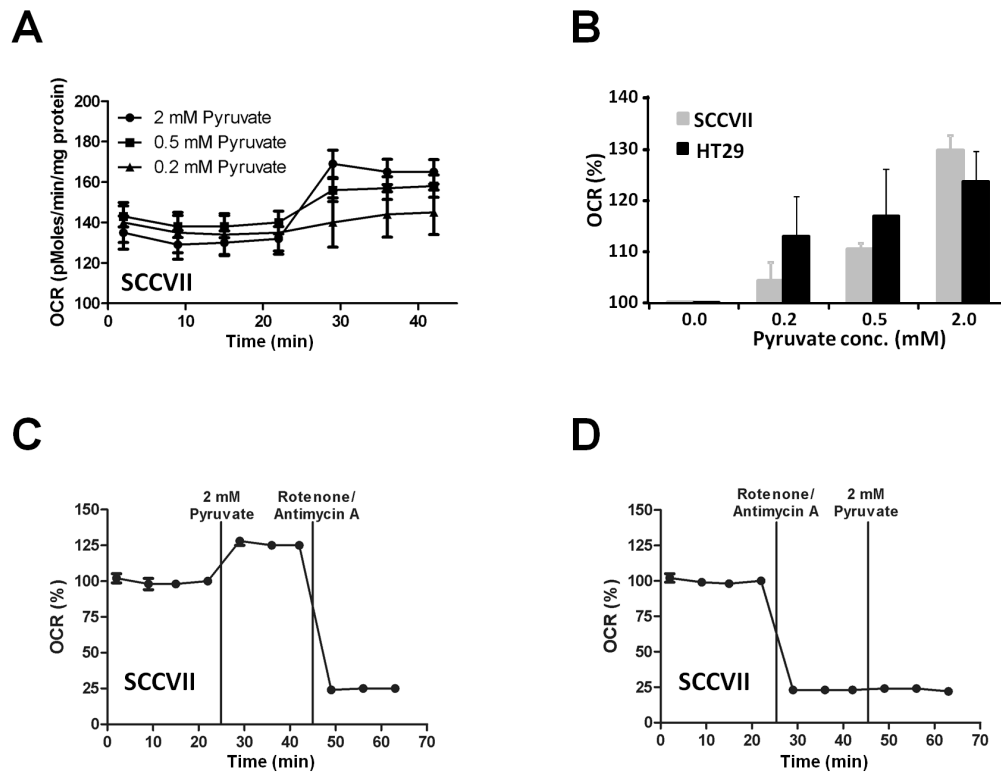 A
OCR (pMoles/min/mg protein)
200
180
160
140
120
100
2 mM Pyruvate
0.5 mM Pyruvate
0.2 mM Pyruvate
SCCVII
0 10 20 30 40
Time (min)
B
OCR (%)
140
130
120
110
100
SCCVII
HT29
0.0 0.2 0.5 2.0
Pyruvate conc. (mM)
C
2 mM
Pyruvate
Rotenone/
Antimycin A
OCR (%)
150
125
100
75
50
25
0
SCCVII
0 10 20 30 40 50 60 70
Time (min)
D
Rotenone/
Antimycin A
2 mM
Pyruvate
OCR (%)
150
125
100
75
50
25
0
SCCVII
0 10 20 30 40 50 60 70
Time (min)